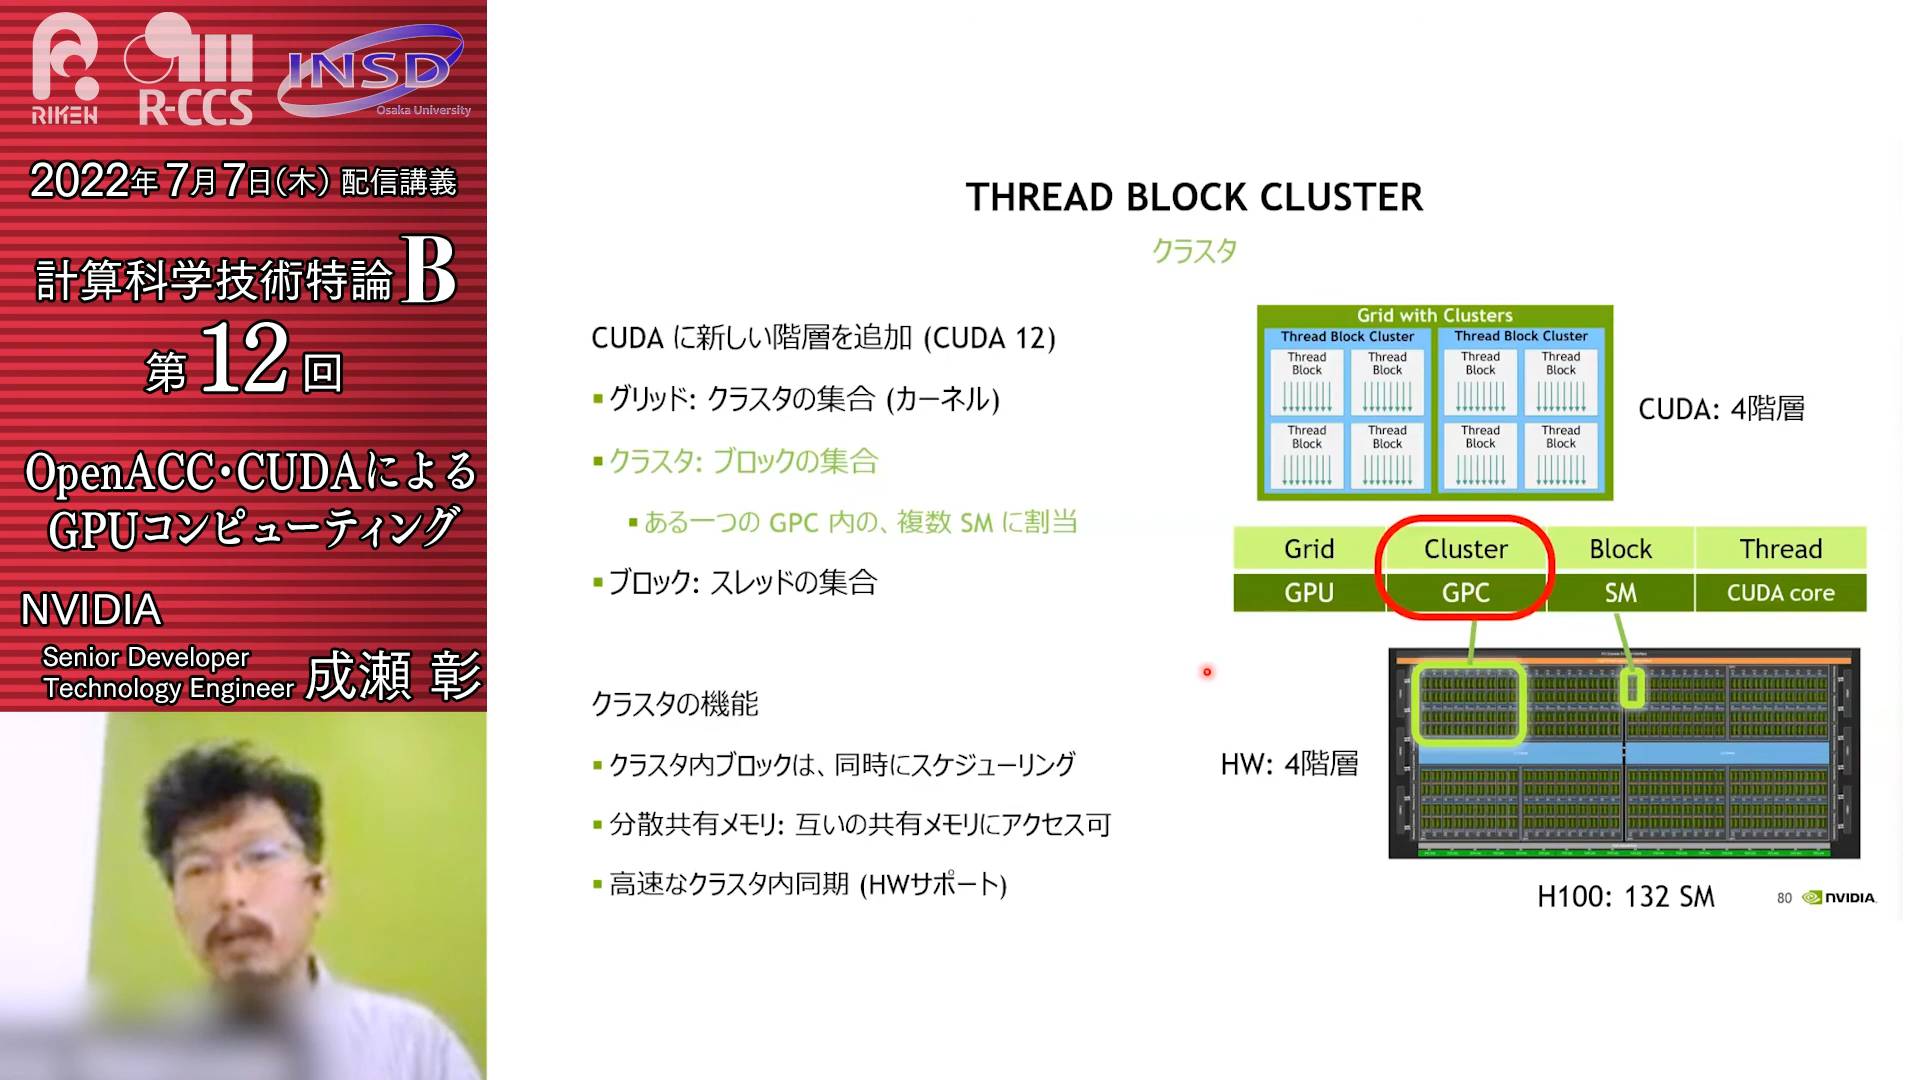 RIKEN
R-CCS
INSD
Osaka University
2022年7月7日(木) 配信講義
計算科学技術特論B
第12回
OpenACC・CUDAによる
GPUコンピューティング
NVIDIA
Senior Developer
Technology Engineer 成瀬 彰
THREAD BLOCK CLUSTER
クラスタ
CUDA に新しい階層を追加 (CUDA 12)
▪グリッド: クラスタの集合 (カーネル)
▪クラスタ: ブロックの集合
▪ある一つの GPC 内の、複数 SM に割当
▪ブロック: スレッドの集合
クラスタの機能
▪クラスタ内ブロックは、同時にスケジューリング
▪分散共有メモリ: 互いの共有メモリにアクセス可
▪高速なクラスタ内同期 (HWサポート)
Grid with Clusters
Thread Block Cluster Thread Block Cluster
Thread Thread Thread Thread
Block Block Block Block
Thread Thread Thread Thread
Block Block Block Block
CUDA: 4階層
Grid Cluster Block Thread
GPU GPC SM CUDA core
HW: 4階層
H100: 132 SM
80 NVIDIA.